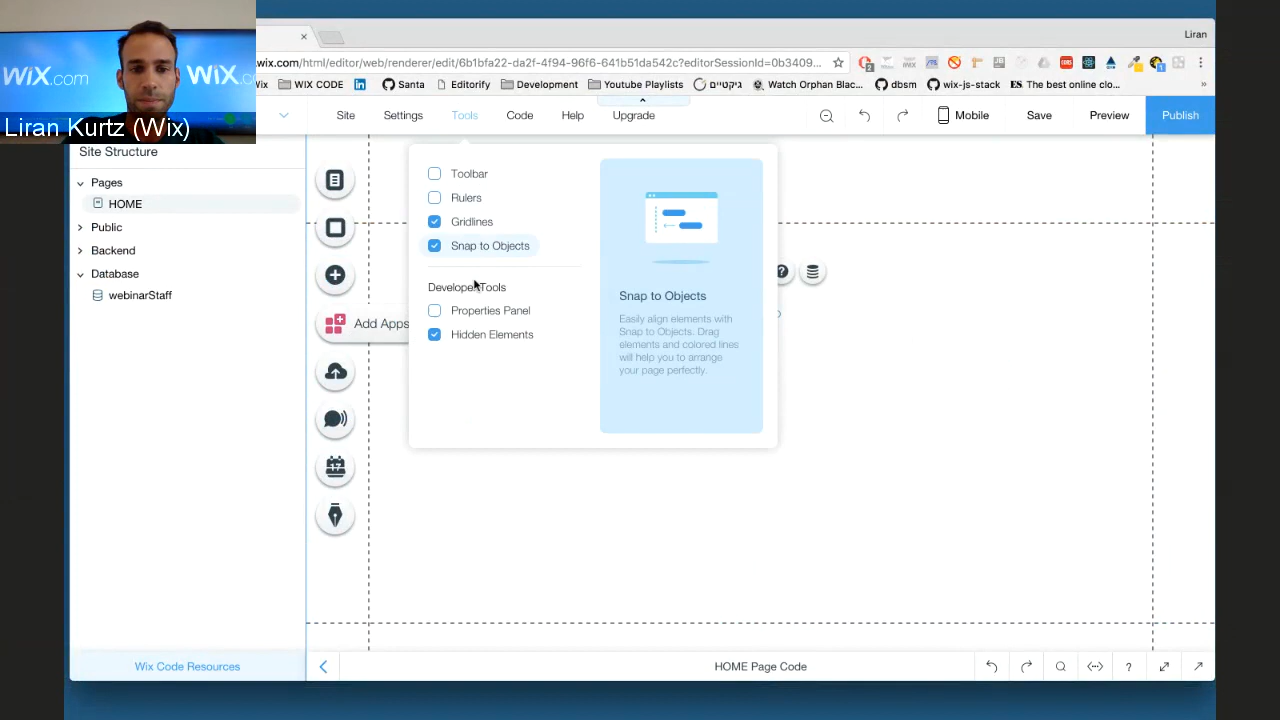 WiX.com
WiX
Liran Kurtz (Wix)
×
Liran
wix.com/html/editor/web/renderer/edit/6b1bfa22-da2f-4f94-96f6-641b51da542c?editorSessionId=0b3409...
Wix
WIX CODE
Santa
Editorify
Development
Youtube Playlists
גיקטיים
Watch Orphan Blac...
dbsm
wix-js-stack
ES The best online clo...
»
Site
Settings
Tools
Code
Help
Upgrade
Mobile
Save
Preview
Publish
Site Structure
Pages
HOME
Public
Backend
Database
webinarStaff
Add Apps
17
Toolbar
Rulers
Gridlines
Snap to Objects
Developer Tools
Properties Panel
Hidden Elements
Snap to Objects
Easily align elements with
Snap to Objects. Drag
elements and colored lines
will help you to arrange
your page perfectly.
?
Wix Code Resources
HOME Page Code
?